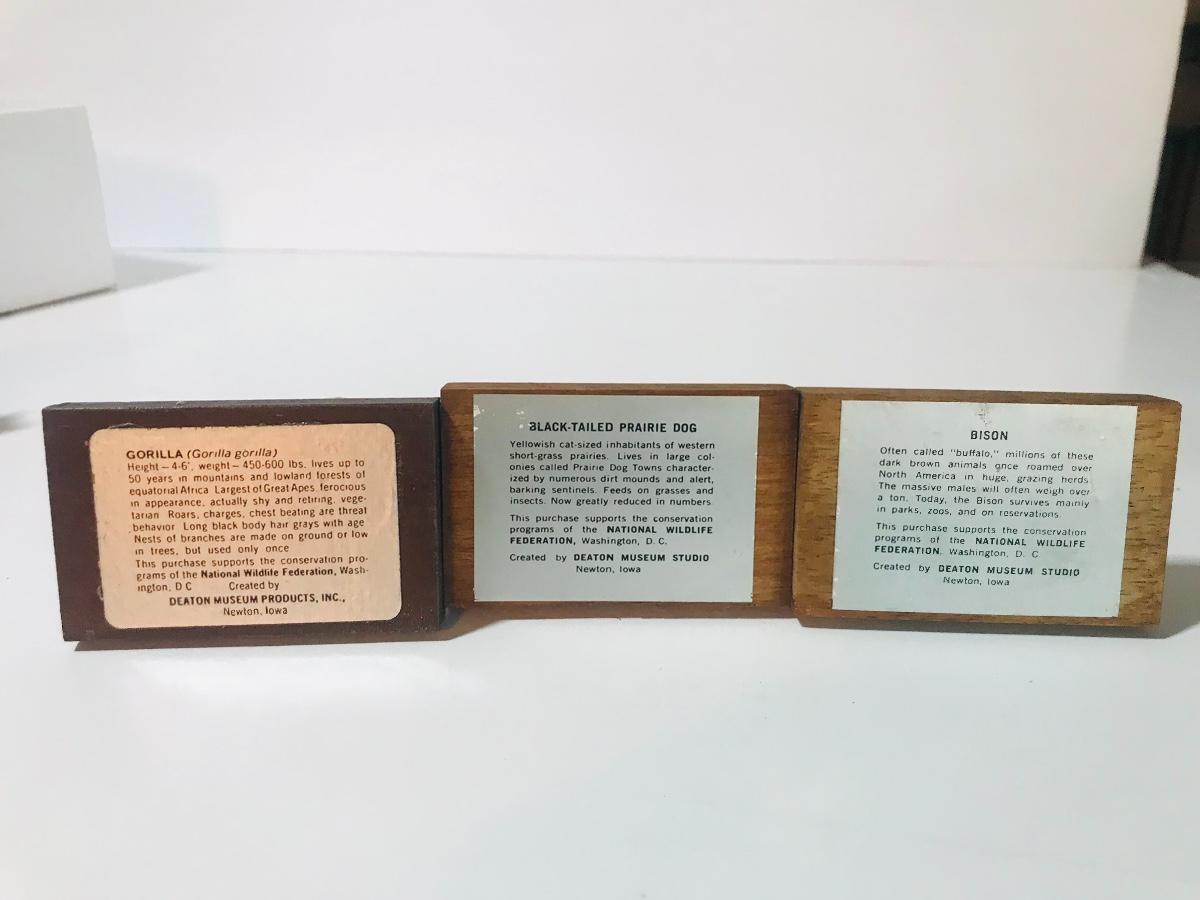 GORILLA (Gorilla gorilla)
Height – 4-6', weight – 450-600 lbs. lives up to
50 years in mountains and lowland forests of
equatorial Africa Largest of Great Apes ferocious
in appearance, actually shy and retiring, vege-
tarian Roars, charges, chest beating are threat
behavior Long black body hair grays with age
Nests of branches are made on ground or low
in trees, but used only once
This purchase supports the conservation pro-
grams of the National Wildlife Federation, Wash-
ington, D C Created by
DEATON MUSEUM PRODUCTS, INC.,
Newton, Iowa
BLACK-TAILED PRAIRIE DOG
Yellowish cat-sized inhabitants of western
short-grass prairies. Lives in large col-
onies called Prairie Dog Towns character-
ized by numerous dirt mounds and alert,
barking sentinels. Feeds on grasses and
insects. Now greatly reduced in numbers
This purchase supports the conservation
programs of the NATIONAL WILDLIFE
FEDERATION, Washington, D. C.
Created by DEATON MUSEUM STUDIO
Newton, Iowa
BISON
Often called "buffalo," millions of these
dark brown animals once roamed over
North America in huge, grazing herds
The massive males will often weigh over
a ton. Today, the Bison survives mainly
in parks, zoos, and on reservations.
This purchase supports the conservation
programs of the NATIONAL WILDLIFE
FEDERATION, Washington, D. C.
Created by DEATON MUSEUM STUDIO
Newton, Iowa